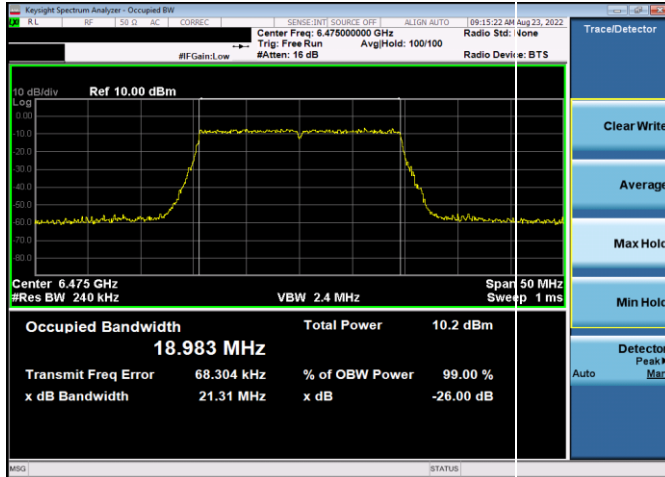 Keysight Spectrum Analyzer - Occupied BW
RL RF 50 Ω AC CORREC SENSE:INT SOURCE OFF ALIGN AUTO 09:15:22 AM Aug 23, 2022
Center Freq: 6.475000000 GHz Radio Std: None
Trig: Free Run Avg|Hold: 100/100
#IFGain:Low #Atten: 16 dB Radio Device: BTS
Trace/Detector
10 dB/div Ref 10.00 dBm
Log
0.00
-10.0
-20.0
-30.0
-40.0
-50.0
-60.0
-70.0
-80.0
Center 6.475 GHz Span 50 MHz
#Res BW 240 kHz VBW 2.4 MHz Sweep 1 ms
Occupied Bandwidth Total Power 10.2 dBm
18.983 MHz
Transmit Freq Error 68.304 kHz % of OBW Power 99.00 %
x dB Bandwidth 21.31 MHz x dB -26.00 dB
Clear Write
Average
Max Hold
Min Hold
Detector
Peak
Auto Man
MSG STATUS